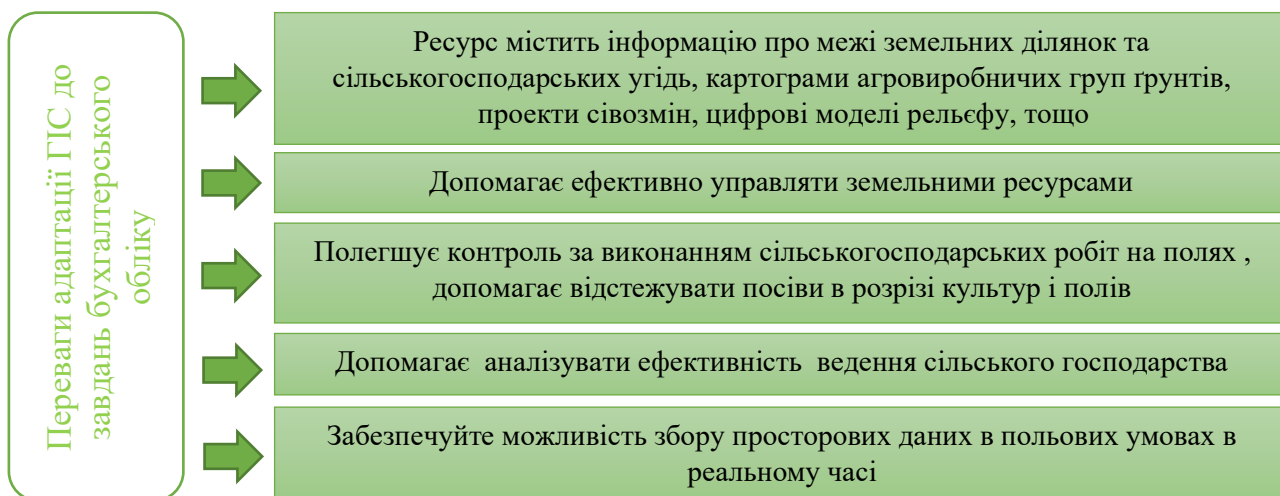 Переваги адаптації ГІС до
завдань бухгалтерського
обліку
Ресурс містить інформацію про межі земельних ділянок та
сільськогосподарських угідь, картограми агровиробничих груп ґрунтів,
проекти сівозмін, цифрові моделі рельєфу, тощо
Допомагає ефективно управляти земельними ресурсами
Полегшує контроль за виконанням сільськогосподарських робіт на полях ,
допомагає відстежувати посіви в розрізі культур і полів
Допомагає аналізувати ефективність ведення сільського господарства
Забезпечуйте можливість збору просторових даних в польових умовах в
реальному часі